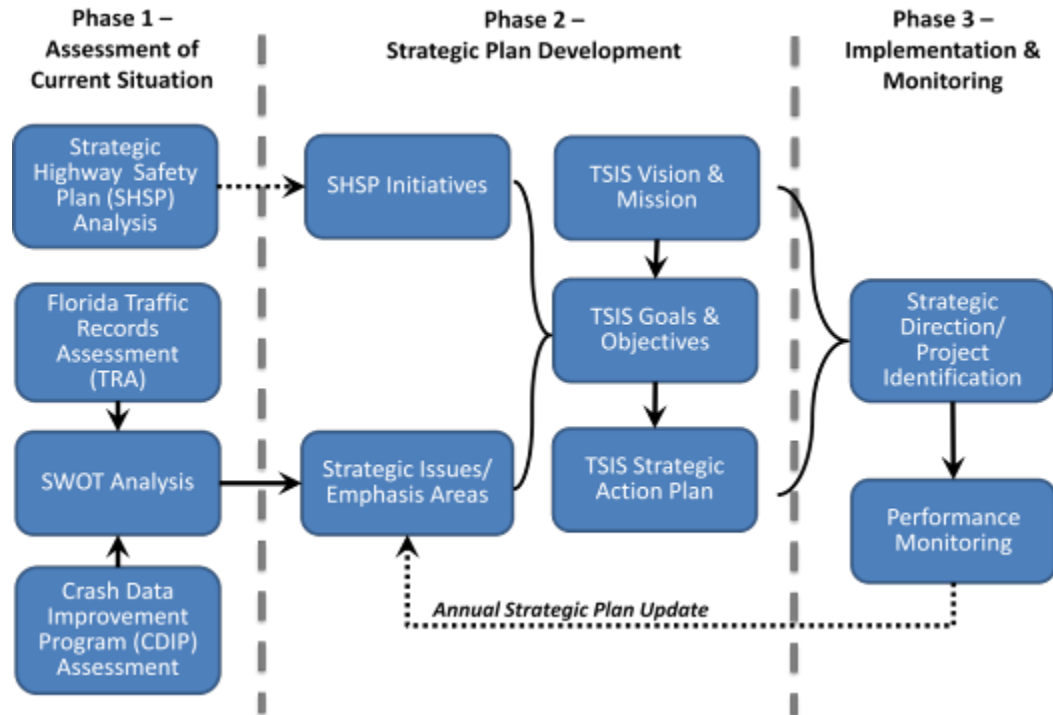 Phase 1 –
Assessment of
Current Situation
Phase 2 –
Strategic Plan Development
Phase 3 –
Implementation &
Monitoring
Strategic
Highway Safety
Plan (SHSP)
Analysis
Florida Traffic
Records
Assessment
(TRA)
SWOT Analysis
Crash Data
Improvement
Program (CDIP)
Assessment
SHSP Initiatives
Strategic Issues/
Emphasis Areas
TSIS Vision &
Mission
TSIS Goals &
Objectives
TSIS Strategic
Action Plan
Strategic
Direction/
Project
Identification
Performance
Monitoring
Annual Strategic Plan Update